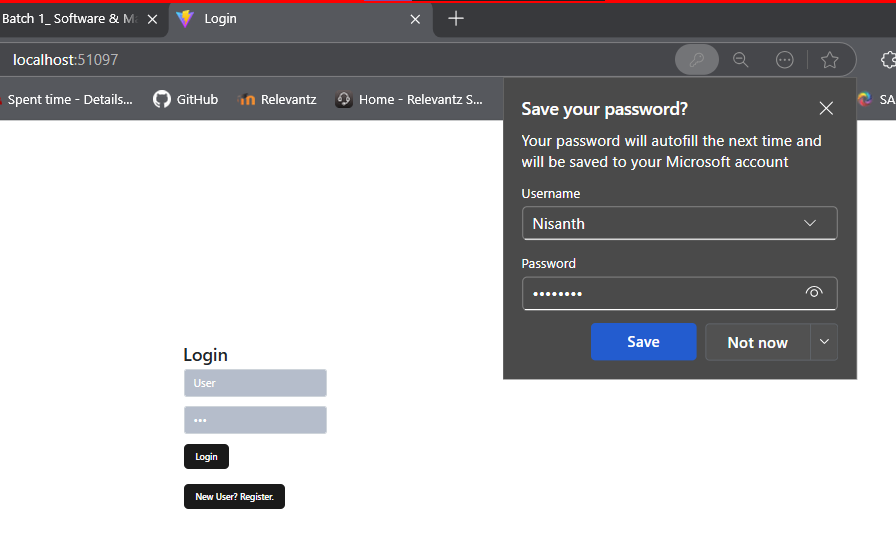 Batch 1_ Software & Ma
Login
localhost:51097
Spent time - Details...
GitHub
Relevantz
Home - Relevantz S...
SA
Save your password?
Your password will autofill the next time and
will be saved to your Microsoft account
Username
Nisanth
Password
••••••••
Save
Not now
Login
User
•••
Login
New User? Register.